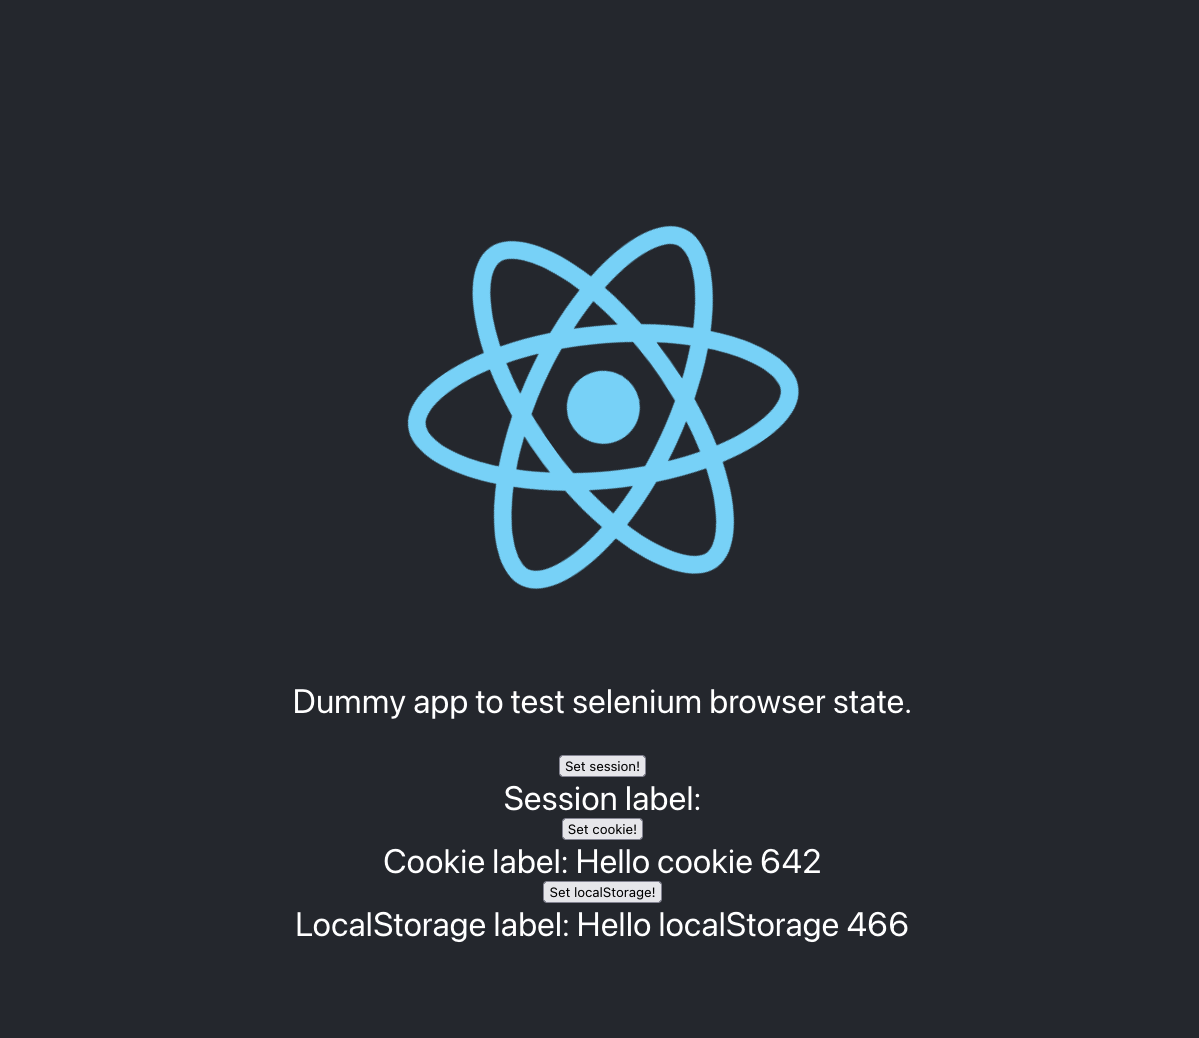 Dummy app to test selenium browser state.
Set session!
Session label:
Set cookie!
Cookie label: Hello cookie 642
Set localStorage!
LocalStorage label: Hello localStorage 466